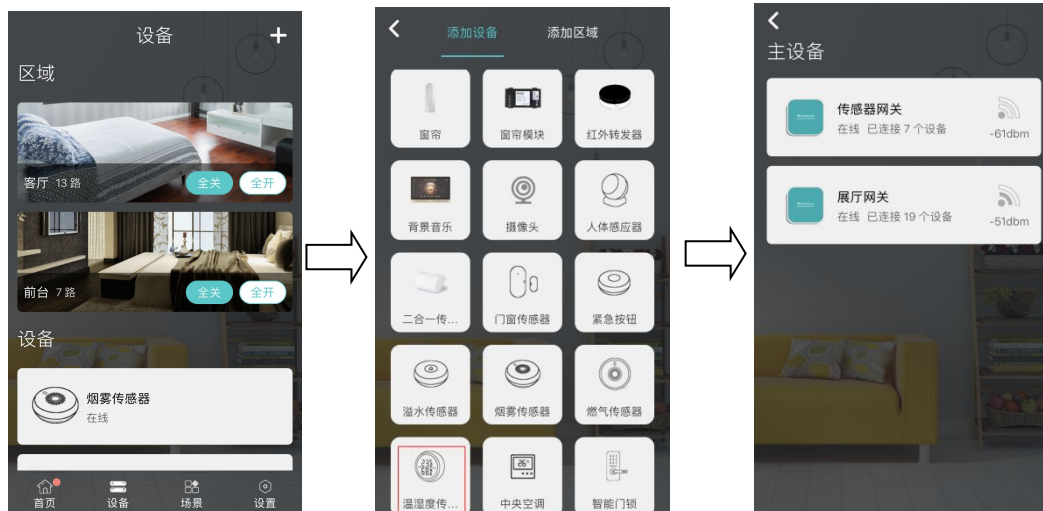 设备
+
区域
客厅 13 路
全关
全开
前台 7 路
全关
全开
设备
烟雾传感器
在线
首页
设备
场景
设置
添加设备
添加区域
窗帘
窗帘模块
红外转发器
背景音乐
摄像头
人体感应器
二合一传...
门窗传感器
紧急按钮
溢水传感器
烟雾传感器
燃气传感器
26°
温湿度传...
中央空调
智能门锁
主设备
传感器网关
在线 已连接 7 个设备
-61dbm
展厅网关
在线 已连接 19 个设备
-51dbm